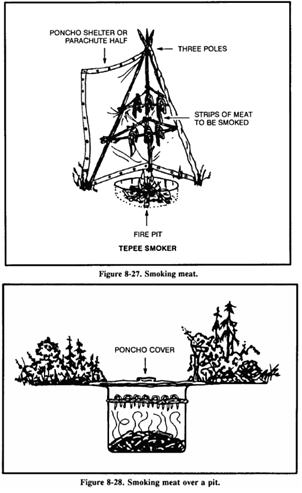 PONCHO SHELTER OR
PARACHUTE HALF
THREE POLES
STRIPS OF MEAT
TO BE SMOKED
FIRE PIT
TEPEE SMOKER
Figure 8-27. Smoking meat.
PONCHO COVER
Figure 8-28. Smoking meat over a pit.